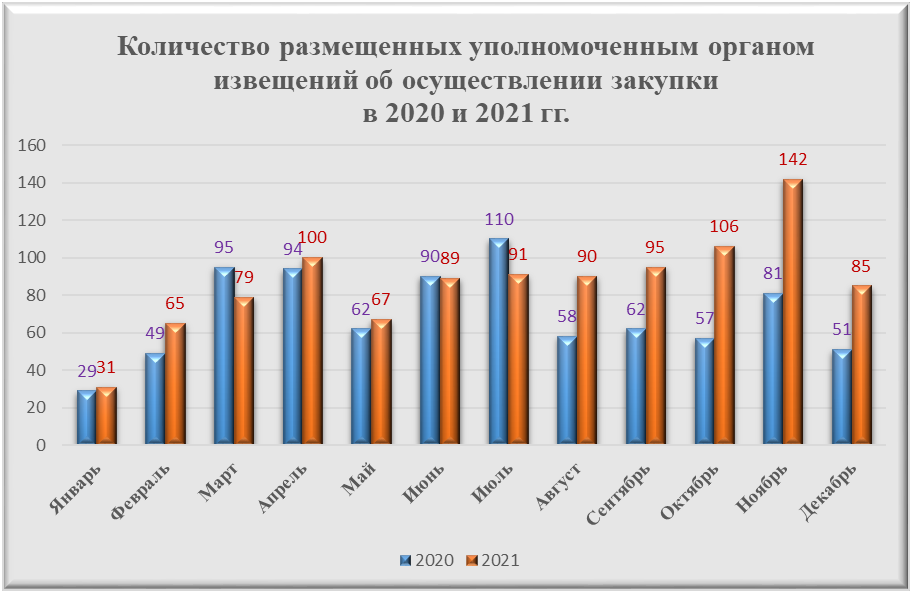 Количество размещенных уполномоченным органом
извещений об осуществлении закупки
в 2020 и 2021 гг.
160
140
120
100
80
60
40
20
0
29 31
49 65
95 79
94 100
62 67
90 89
110 91
58 90
62 95
57 106
81 142
51 85
Январь
Февраль
Март
Апрель
Май
Июнь
Июль
Август
Сентябрь
Октябрь
Ноябрь
Декабрь
2020 2021